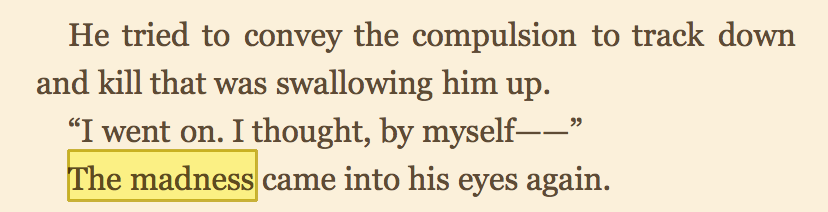 He tried to convey the compulsion to track down
and kill that was swallowing him up.
“I went on. I thought, by myself——”
The madness came into his eyes again.